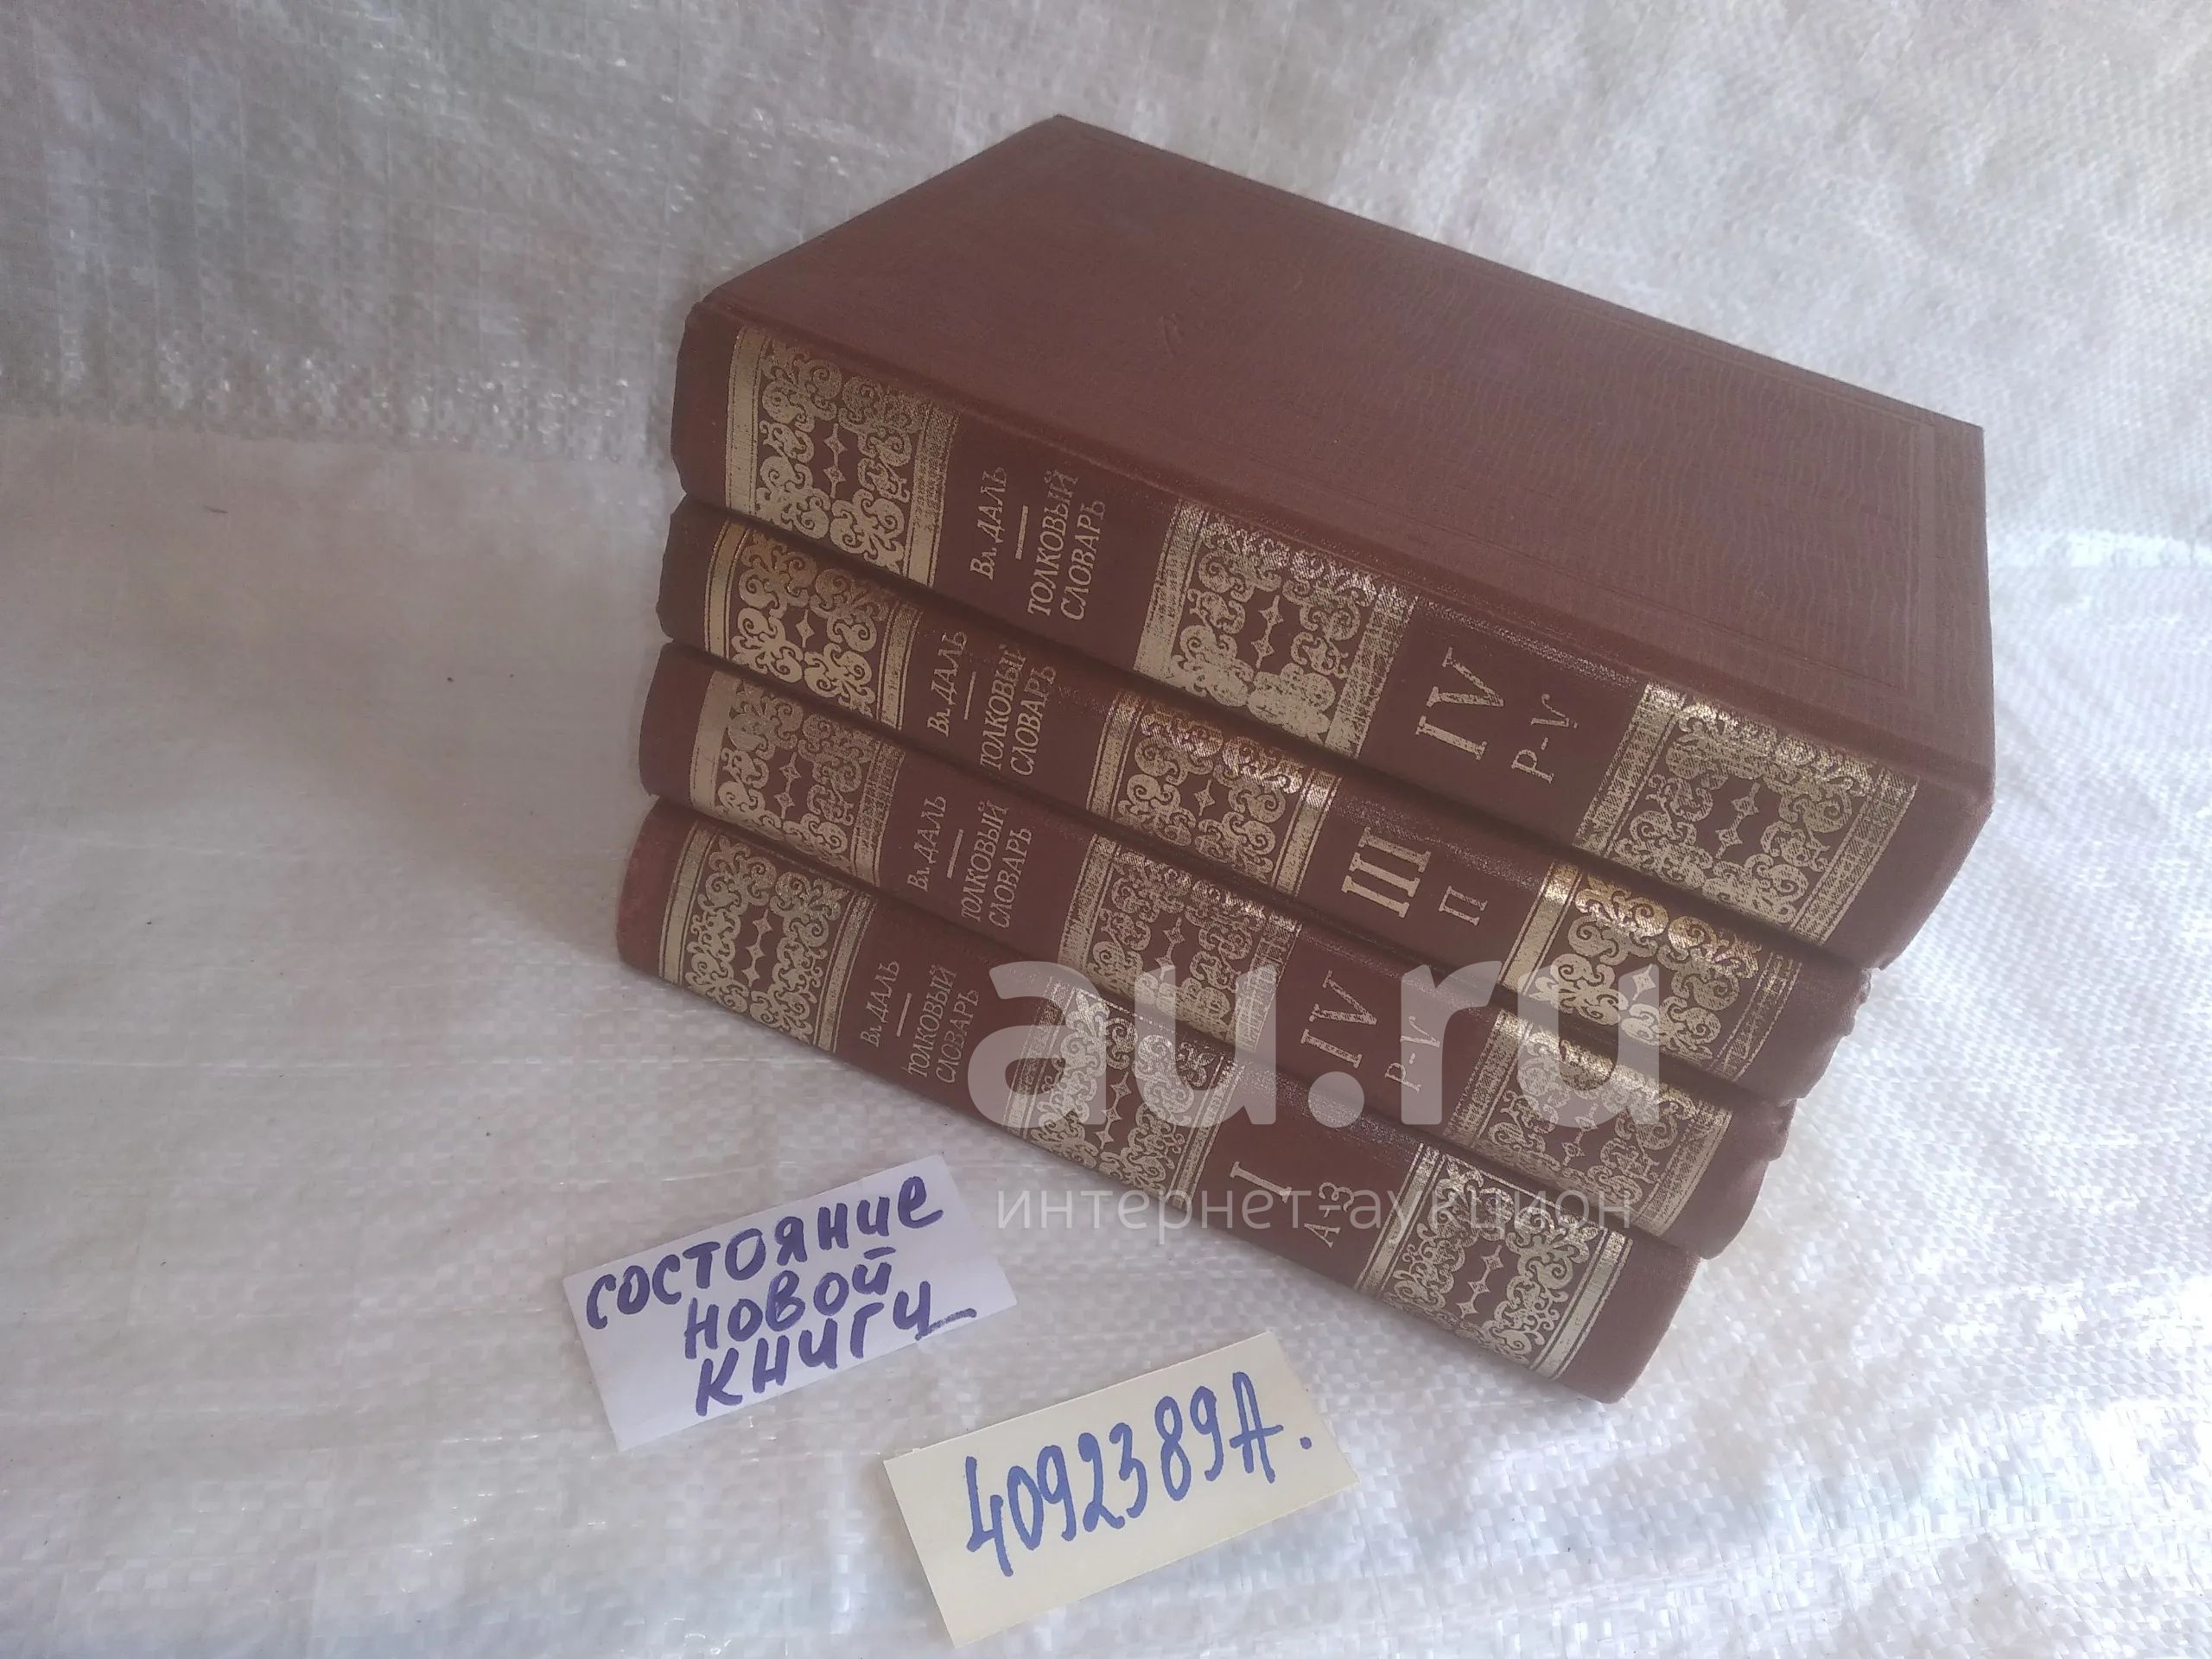 Вл. ДАЛЬ
ТОЛКОВЫЙ
СЛОВАРЬ
IV
Р-Ѵ
Вл. ДАЛЬ
ТОЛКОВЫЙ
СЛОВАРЬ
III
П
Вл. ДАЛЬ
ТОЛКОВЫЙ
СЛОВАРЬ
IV
Р-Ѵ
Вл. ДАЛЬ
ТОЛКОВЫЙ
СЛОВАРЬ
I
А-З
au.ru
интернет-аукцион
состояние
новой
книги
4092389А.